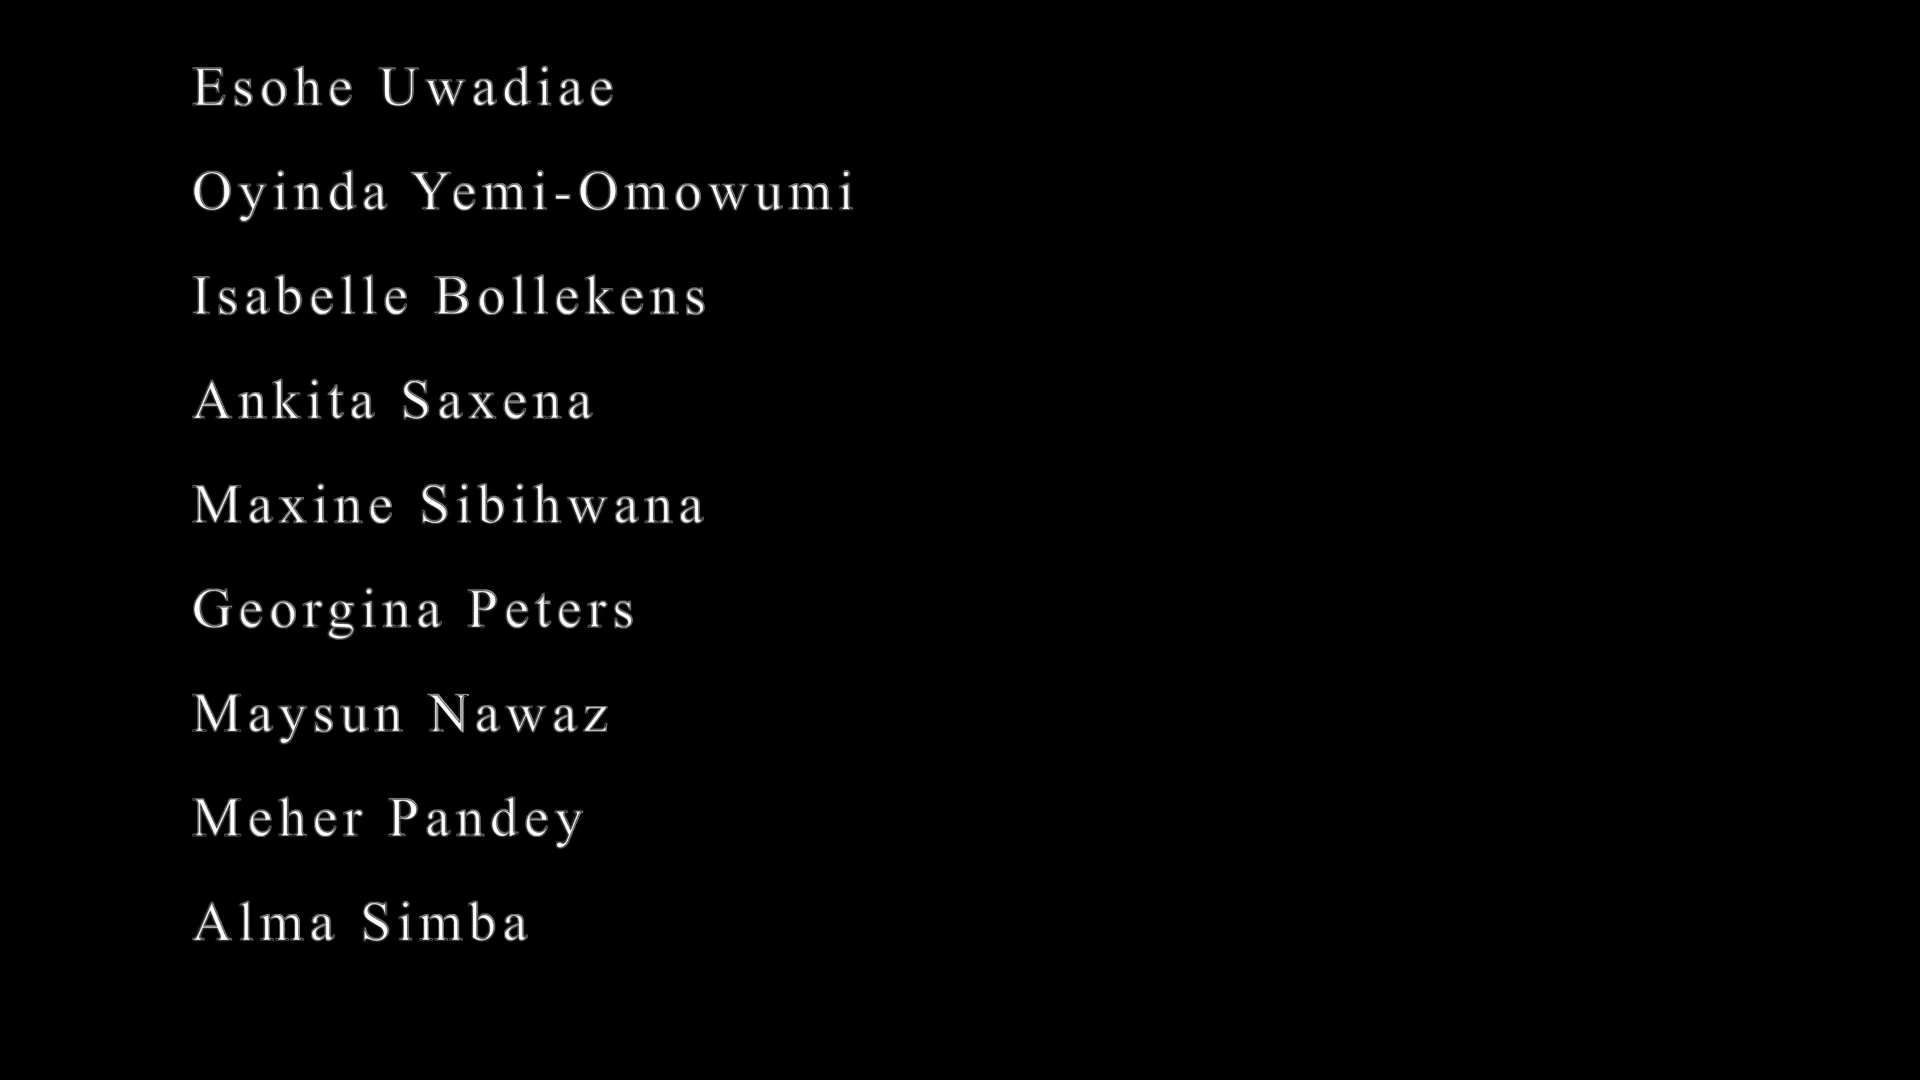 Esohe Uwadiae
Oyinda Yemi-Omowumi
Isabelle Bollekens
Ankita Saxena
Maxine Sibihwana
Georgina Peters
Maysun Nawaz
Meher Pandey
Alma Simba